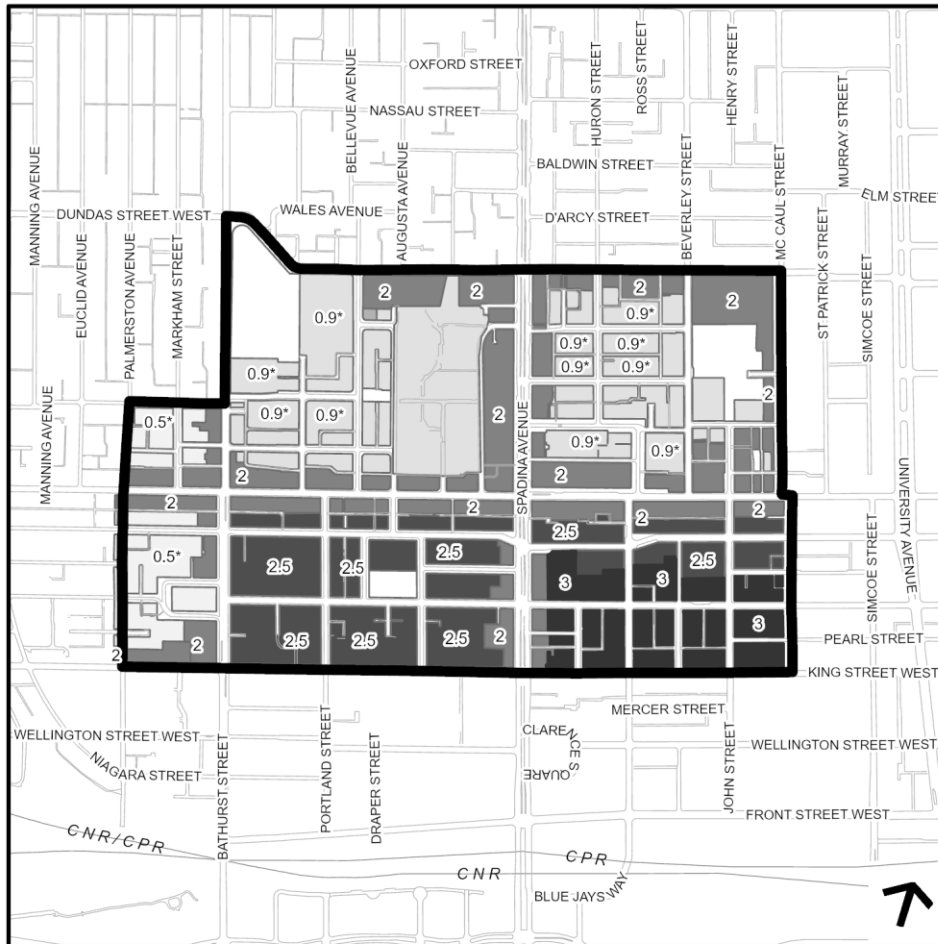 OXFORD STREET
NASSAU STREET
BELLEVUE AVENUE
AUGUSTA AVENUE
HURON STREET
ROSS STREET
HENRY STREET
BALDWIN STREET
BEVERLEY STREET
MC CAUL STREET
MURRAY STREET
ELM STREET
MANNING AVENUE
DUNDAS STREET WEST
WALES AVENUE
D'ARCY STREET
EUCLID AVENUE
PALMERSTON AVENUE
MARKHAM STREET
ST.PATRICK STREET
SIMCOE STREET
2
2
2
2
0.9*
0.9*
0.9*
0.9*
0.9*
0.9*
0.9*
0.9*
2
0.5*
0.9*
0.9*
2
SPADINA AVENUE
0.9*
0.9*
MANNING AVENUE
2
2
UNIVERSITY AVENUE
2
2
2
2
2.5
0.5*
2.5
2.5
2.5
3
3
2.5
SIMCOE STREET
3
2
2
2.5
2.5
2.5
2
PEARL STREET
KING STREET WEST
MERCER STREET
WELLINGTON STREET WEST
CLARENCE SQUARE
WELLINGTON STREET WEST
NIAGARA STREET
BATHURST STREET
PORTLAND STREET
DRAPER STREET
JOHN STREET
FRONT STREET WEST
CNR/CPR
CPR
CNR
BLUE JAYS WAY